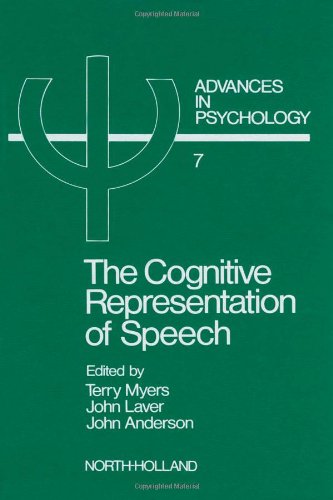 ADVANCES
IN
PSYCHOLOGY
7
The Cognitive
Representation
of Speech
Edited by
Terry Myers
John Laver
John Anderson
NORTH-HOLLAND